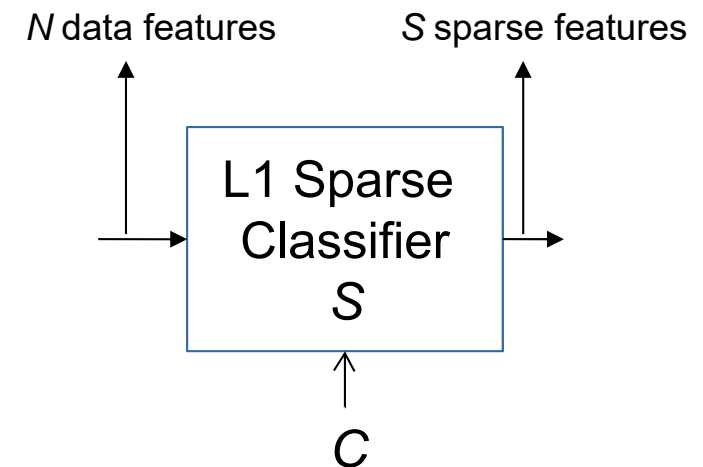 N data features
S sparse features
L1 Sparse
Classifier
S
C